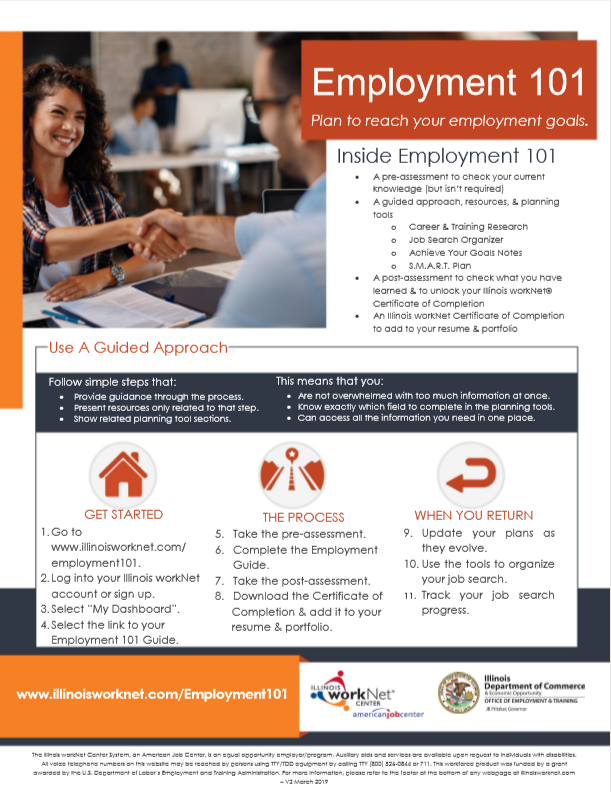 Employment 101
Plan to reach your employment goals.
Inside Employment 101
• A pre-assessment to check your current
knowledge (but isn't required)
• A guided approach, resources, & planning
tools
o Career & Training Research
o Job Search Organizer
o Achieve Your Goals Notes
o S.M.A.R.T. Plan
• A post-assessment to check what you have
learned & to unlock your Illinois workNet®
Certificate of Completion
• An Illinois workNet Certificate of Completion
to add to your resume & portfolio
Use A Guided Approach
Follow simple steps that:
• Provide guidance through the process.
• Present resources only related to that step.
• Show related planning tool sections.
This means that you:
• Are not overwhelmed with too much information at once.
• Know exactly which field to complete in the planning tools.
• Can access all the information you need in one place.
GET STARTED
1. Go to
www.illinoisworknet.com/
employment101.
2. Log into your Illinois workNet
account or sign up.
3. Select "My Dashboard".
4. Select the link to your
Employment 101 Guide.
THE PROCESS
5. Take the pre-assessment.
6. Complete the Employment
Guide.
7. Take the post-assessment.
8. Download the Certificate of
Completion & add it to your
resume & portfolio.
WHEN YOU RETURN
9. Update your plans as
they evolve.
10. Use the tools to organize
your job search.
11. Track your job search
progress.
www.illinoisworknet.com/Employment101
ILLINOIS
workNet®
CENTER
americanjobcenter
Illinois
Department of Commerce
& Economic Opportunity
OFFICE OF EMPLOYMENT & TRAINING
JB Pritzker, Governor
The Illinois workNet Center System, an American Job Center, is an equal opportunity employer/program. Auxiliary aids and services are available upon request to individuals with disabilities.
All voice telephone numbers on this website may be reached by persons using TTY/TDD equipment by calling TTY (800) 526-0844 or 711. This workforce product was funded by a grant
awarded by the U.S. Department of Labor's Employment and Training Administration. For more information, please refer to the footer at the bottom of any webpage at illinoisworknet.com
– V2 March 2019